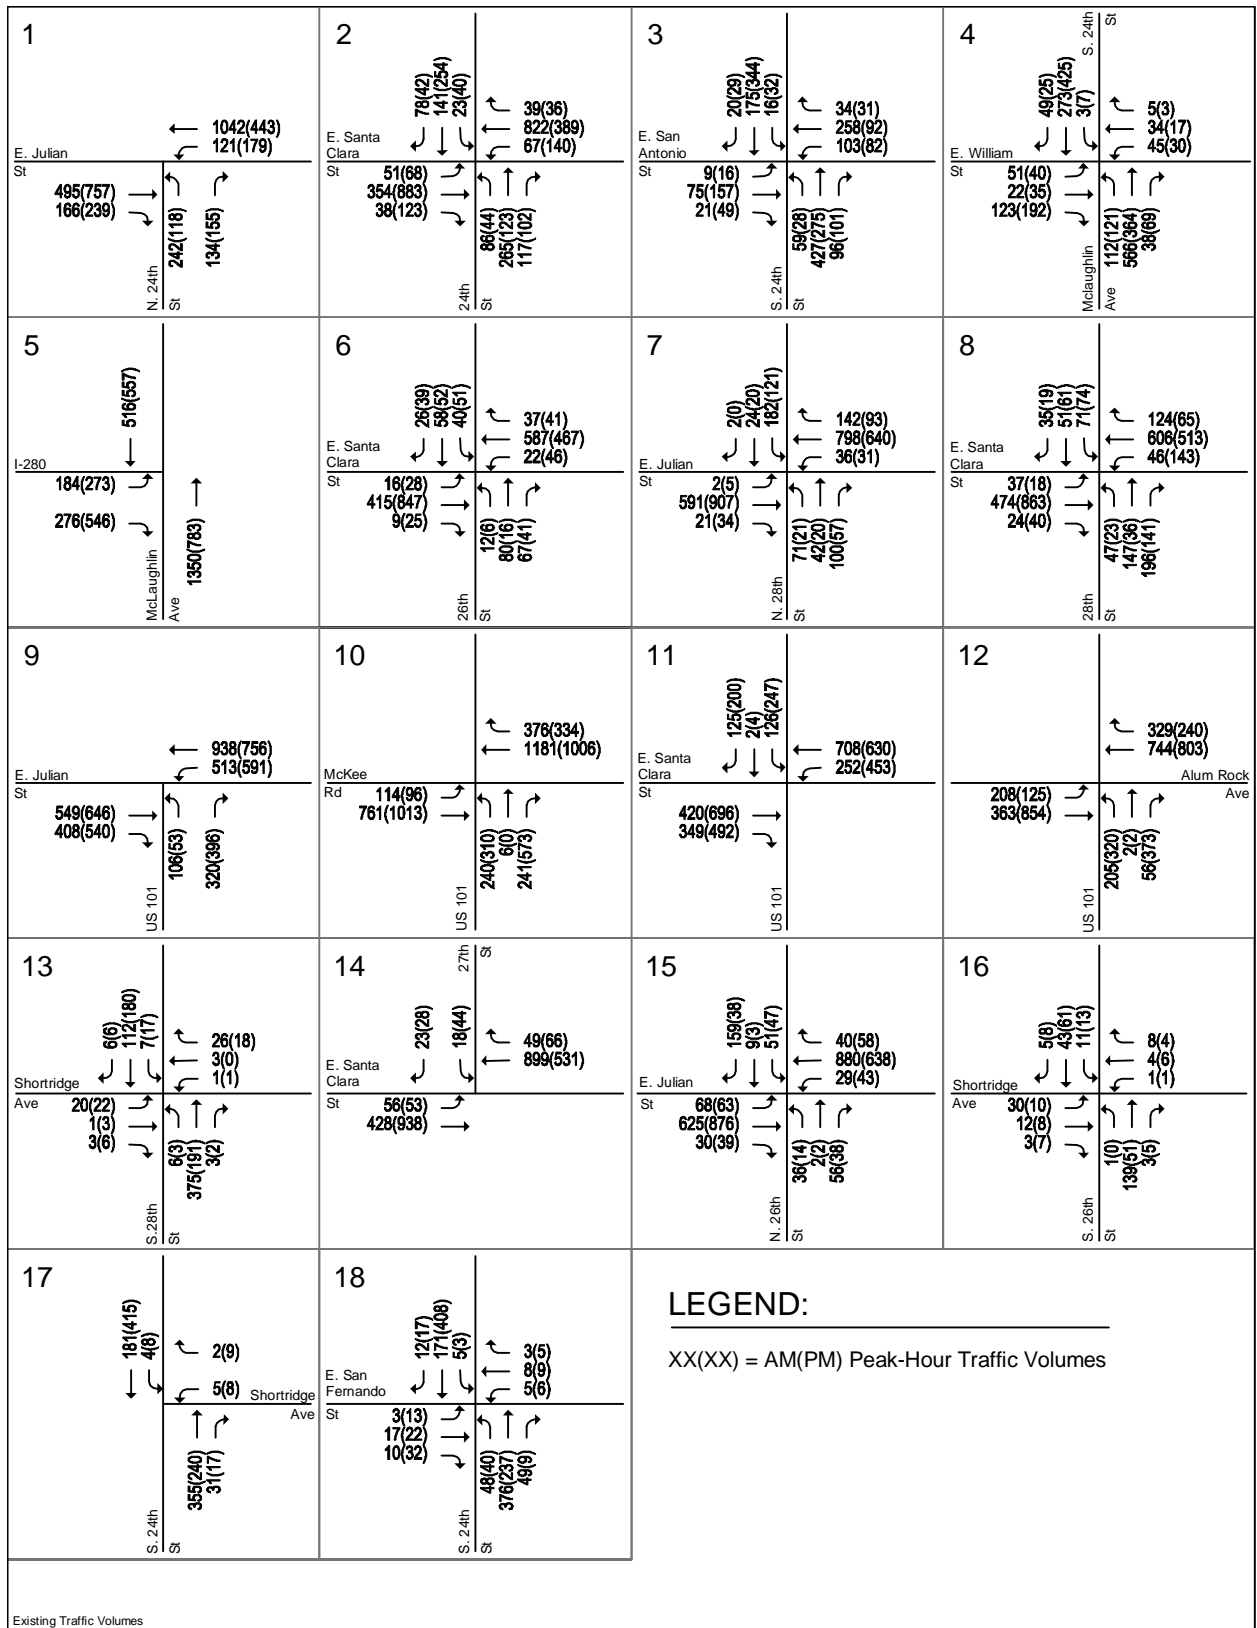 1
1042(443)
121(179)
E. Julian
St
495(757)
166(239)
242(118)
134(155)
N. 24th
St
2
78(42)
141(254)
23(40)
39(36)
822(389)
67(140)
E. Santa
Clara
St
51(68)
354(883)
38(123)
86(44)
265(123)
117(102)
24th
St
3
20(29)
175(344)
16(32)
34(31)
258(92)
103(82)
E. San
Antonio
St
9(16)
75(157)
21(49)
59(28)
427(275)
96(101)
S. 24th
St
4
S. 24th
St
49(25)
273(425)
3(7)
5(3)
34(17)
45(30)
E. William
St
51(40)
22(35)
123(192)
112(121)
566(364)
38(69)
Mclaughlin
Ave
5
516(557)
I-280
184(273)
276(546)
1350(783)
McLaughlin
Ave
6
26(39)
58(52)
40(51)
37(41)
587(467)
22(46)
E. Santa
Clara
St
16(28)
415(847)
9(25)
12(6)
80(16)
67(41)
26th
St
7
2(0)
24(20)
182(121)
142(93)
798(640)
36(31)
E. Julian
St
2(5)
591(907)
21(34)
71(21)
42(20)
100(57)
N. 28th
St
8
35(19)
51(61)
71(74)
124(65)
606(513)
46(143)
E. Santa
Clara
St
37(18)
474(863)
24(40)
47(23)
147(36)
196(141)
28th
St
9
938(756)
513(591)
E. Julian
St
549(646)
408(540)
106(53)
320(396)
US 101
10
376(334)
1181(1006)
McKee
Rd
114(96)
761(1013)
240(310)
6(0)
241(573)
US 101
11
125(200)
2(4)
126(247)
708(630)
252(453)
E. Santa
Clara
St
420(696)
349(492)
US 101
12
329(240)
744(803)
Alum Rock
Ave
208(125)
363(854)
205(320)
2(2)
56(373)
US 101
13
6(6)
112(180)
7(17)
26(18)
3(0)
1(1)
Shortridge
Ave
20(22)
1(3)
3(6)
6(3)
375(191)
3(2)
S.28th
St
14
27th
St
23(28)
18(44)
49(66)
899(531)
E. Santa
Clara
St
56(53)
428(938)
15
159(38)
9(3)
51(47)
40(58)
880(638)
29(43)
E. Julian
St
68(63)
625(876)
30(39)
36(14)
2(2)
56(38)
N. 26th
St
16
5(8)
43(61)
11(13)
8(4)
4(6)
1(1)
Shortridge
Ave
30(10)
12(8)
3(7)
1(0)
139(51)
3(5)
S. 26th
St
17
181(415)
4(8)
2(9)
5(8)
Shortridge
Ave
355(240)
31(17)
S. 24th
St
18
12(17)
171(408)
5(3)
3(5)
8(9)
5(6)
E. San
Fernando
St
3(13)
17(22)
10(32)
48(40)
376(237)
49(9)
S. 24th
St
LEGEND:
XX(XX) = AM(PM) Peak-Hour Traffic Volumes
Existing Traffic Volumes